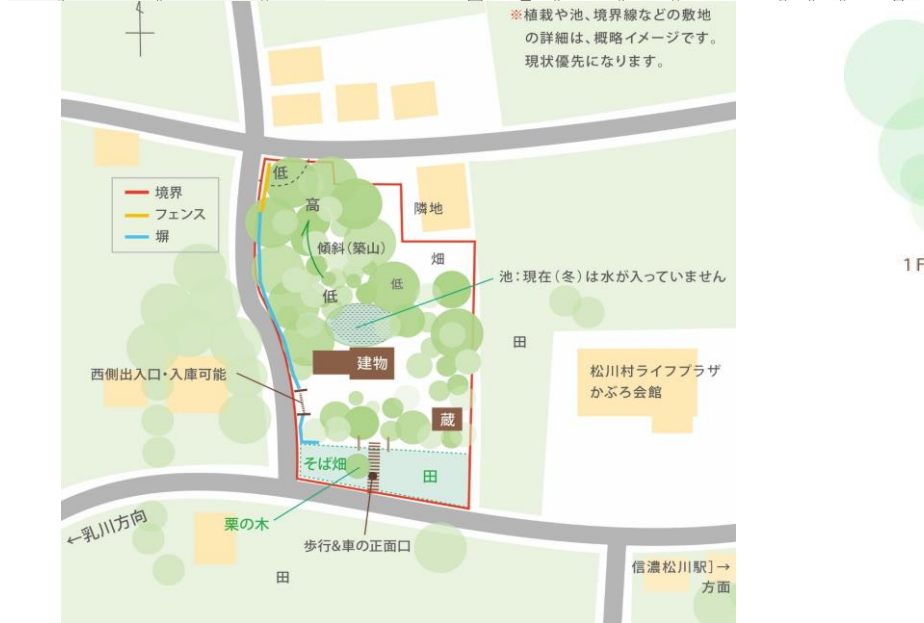 ※植栽や池、境界線などの敷地
の詳細は、概略イメージです。
現状優先になります。
境界
フェンス
塀
低
高
隣地
傾斜(築山)
畑
低
低
池:現在(冬)は水が入っていません
田
建物
松川村ライフプラザ
かぶろ会館
西側出入口・入庫可能
蔵
そば畑
田
栗の木
←乳川方向
歩行&車の正面口
田
信濃松川駅]→
方面
1F